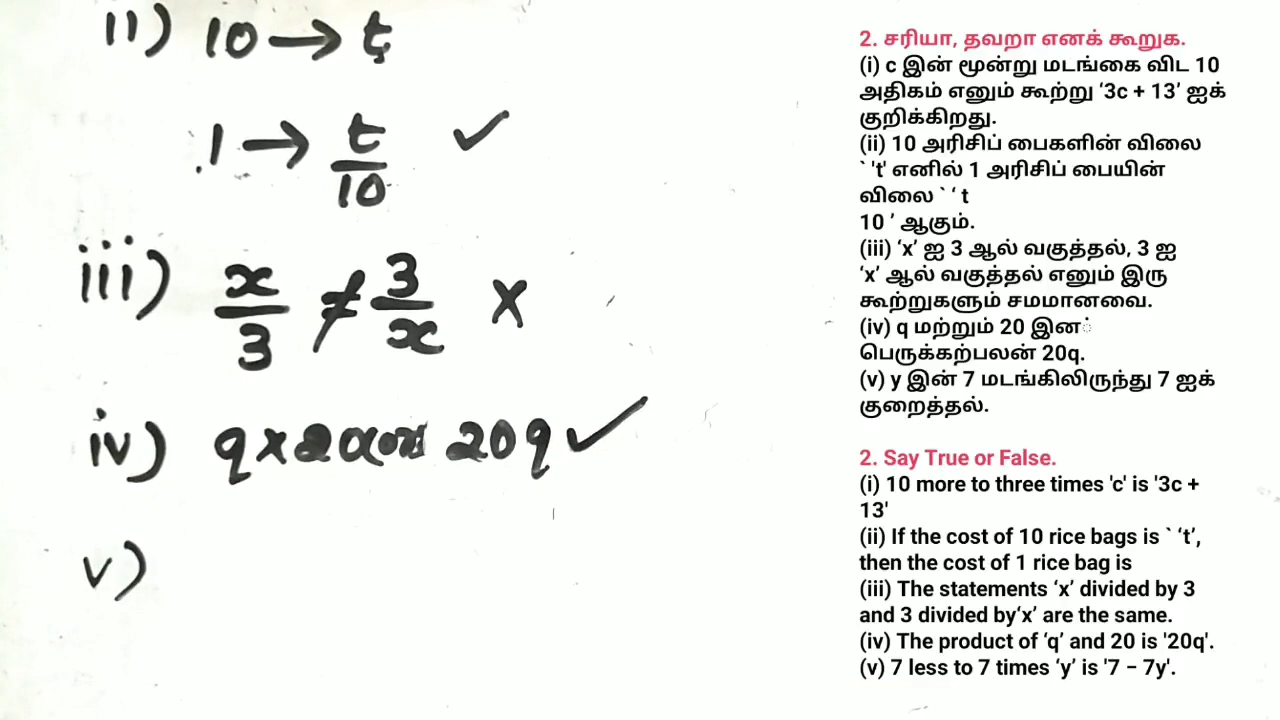 ii) 10 → t
1 → t/10 ✓
iii) x/3 ≠ 3/x ×
iv) q × 20 20q ✓
v)
2. சரியா, தவறா எனக் கூறுக.
(i) c இன் மூன்று மடங்கை விட 10
அதிகம் எனும் கூற்று ‘3c + 13’ ஐக்
குறிக்கிறது.
(ii) 10 அரிசிப் பைகளின் விலை
` 't' எனில் 1 அரிசிப் பையின்
விலை ` ‘ t
10 ’ ஆகும்.
(iii) ‘x’ ஐ 3 ஆல் வகுத்தல், 3 ஐ
‘x’ ஆல் வகுத்தல் எனும் இரு
கூற்றுகளும் சமமானவை.
(iv) q மற்றும் 20 இன்
பெருக்கற்பலன் 20q.
(v) y இன் 7 மடங்கிலிருந்து 7 ஐக்
குறைத்தல்.
2. Say True or False.
(i) 10 more to three times 'c' is '3c +
13'
(ii) If the cost of 10 rice bags is ` ‘t’,
then the cost of 1 rice bag is
(iii) The statements ‘x’ divided by 3
and 3 divided by‘x’ are the same.
(iv) The product of ‘q’ and 20 is '20q'.
(v) 7 less to 7 times ‘y’ is '7 − 7y'.